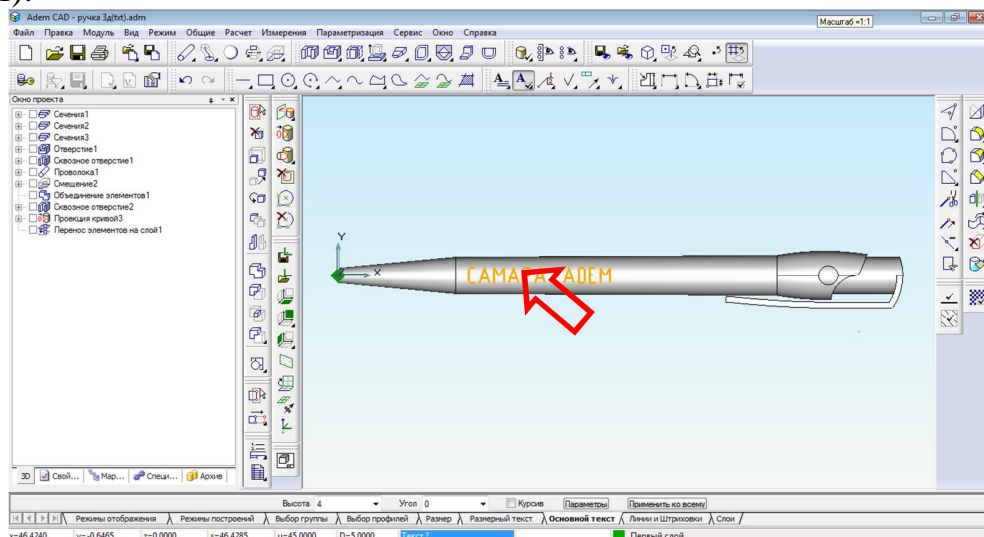 Adem CAD - ручка 3д(txt).adm
Масштаб =1:1
Файл Правка Модуль Вид Режим Общие Расчет Измерения Параметризация Сервис Окно Справка
Окно проекта
Сечения1
Сечения2
Сечения3
Отверстие1
Сквозное отверстие1
Проволока1
Смещение2
Объединение элементов1
Сквозное отверстие2
Проекция кривой3
Перенос элементов на слой1
Y
X
ADEM
3D Свой... Мар... Специ... Архив
Высота 4 Угол 0 Курсив Параметры Применить ко всему
Режимы отображения Режимы построений Выбор группы Выбор профилей Размер Размерный текст Основной текст Линии и Штриховки Слои
x=46.4240 y=-0.6465 z=0.0000 r=46.4285 u=45.0000 D=5.0000 Текст ? Первый слой